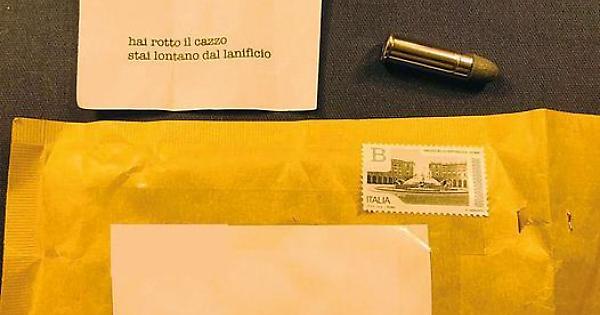 hai rotto il cazzo
stai lontano dal lanificio
B
ITALIA